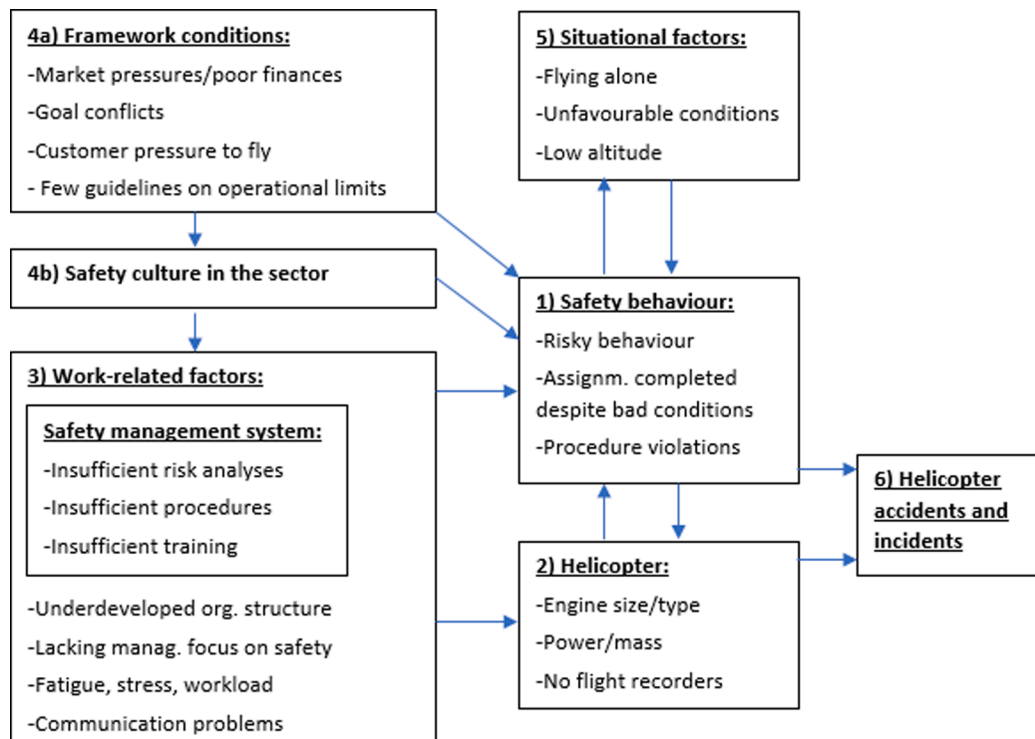 4a) Framework conditions:
-Market pressures/poor finances
-Goal conflicts
-Customer pressure to fly
- Few guidelines on operational limits
4b) Safety culture in the sector
3) Work-related factors:
Safety management system:
-Insufficient risk analyses
-Insufficient procedures
-Insufficient training
-Underdeveloped org. structure
-Lacking manag. focus on safety
-Fatigue, stress, workload
-Communication problems
5) Situational factors:
-Flying alone
-Unfavourable conditions
-Low altitude
1) Safety behaviour:
-Risky behaviour
-Assignm. completed
despite bad conditions
-Procedure violations
2) Helicopter:
-Engine size/type
-Power/mass
-No flight recorders
6) Helicopter
accidents and
incidents